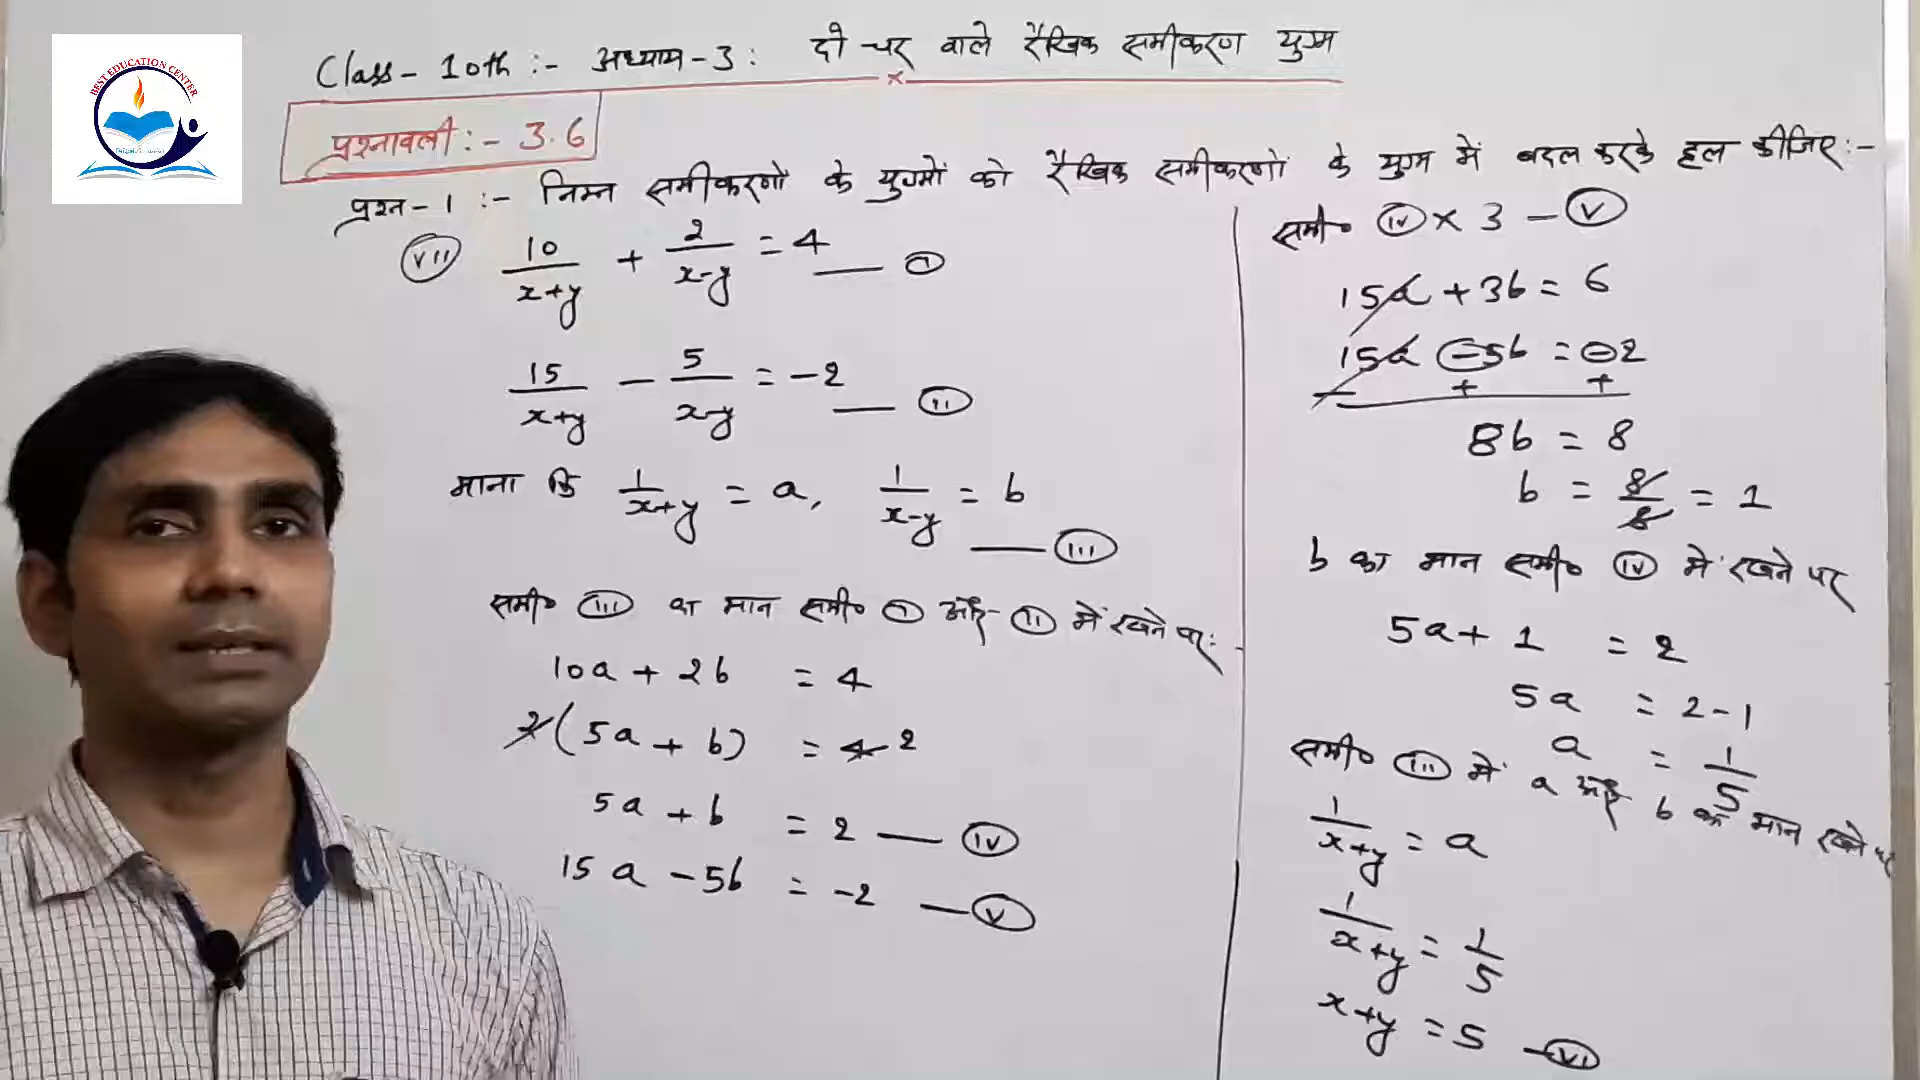 BEST EDUCATION CENTER
Class- 10th :- अध्याय-3: दो चर वाले रैखिक समीकरण युग्म
प्रश्नावली :- 3.6
प्रश्न-1 :- निम्न समीकरणों के युग्मों को रैखिक समीकरणों के युग्म में बदल करके हल कीजिए:-
(vii) 10/(x+y) + 2/(x-y) = 4 — (i)
15/(x+y) - 5/(x-y) = -2 — (ii)
माना कि 1/(x+y) = a, 1/(x-y) = b — (iii)
समी० (iii) का मान समी० (i) और (ii) में रखने पर:-
10a + 2b = 4
2(5a + b) = 4 2
5a + b = 2 — (iv)
15a - 5b = -2 — (v)
समी० (iv) x 3 - (v)
15a + 3b = 6
15a - 5b = -2
- + +
8b = 8
b = 8/8 = 1
b का मान समी० (iv) में रखने पर
5a + 1 = 2
5a = 2-1
a = 1/5
समी० (iii) में a और b का मान रखने पर
1/(x+y) = a
1/(x+y) = 1/5
x+y = 5 — (vi)